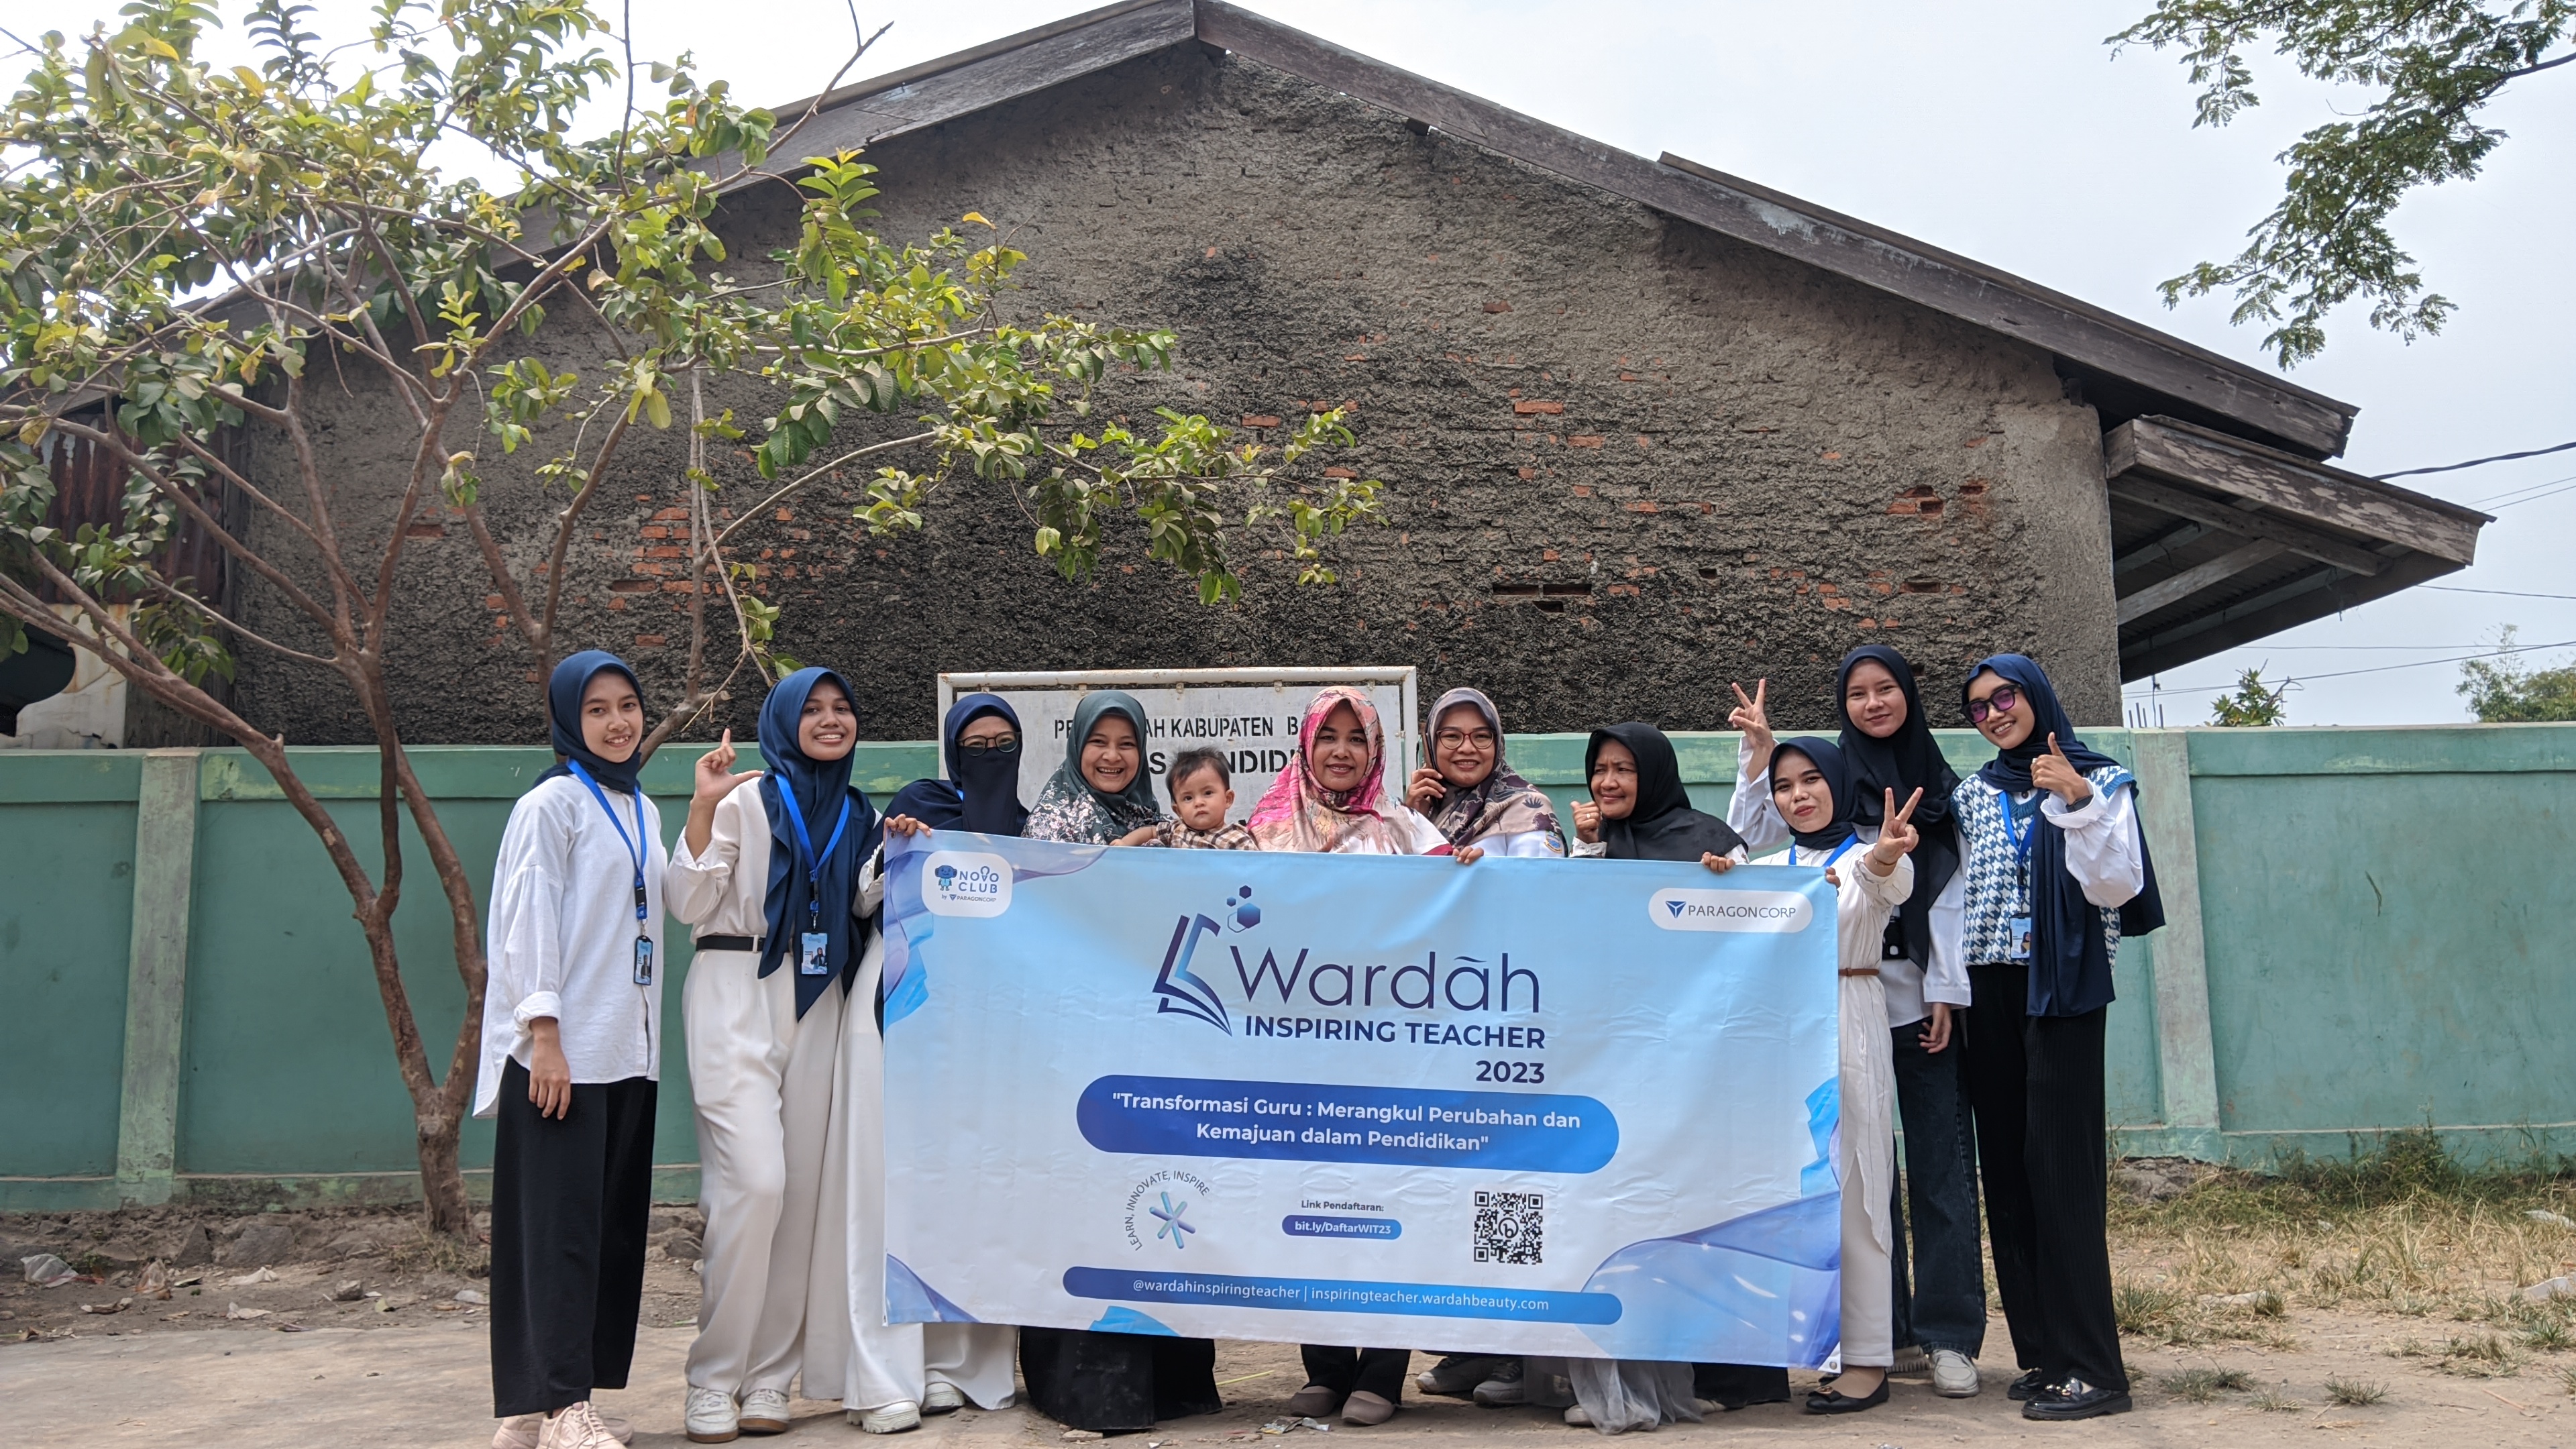 KABUPATEN
NOVO
CLUB
by PARAGONCORP
PARAGONCORP
Wardāh
INSPIRING TEACHER
2023
"Transformasi Guru : Merangkul Perubahan dan
Kemajuan dalam Pendidikan"
LEARN, INNOVATE, INSPIRE
Link Pendaftaran:
bit.ly/DaftarWIT23
@wardahinspiringteacher | inspiringteacher.wardahbeauty.com